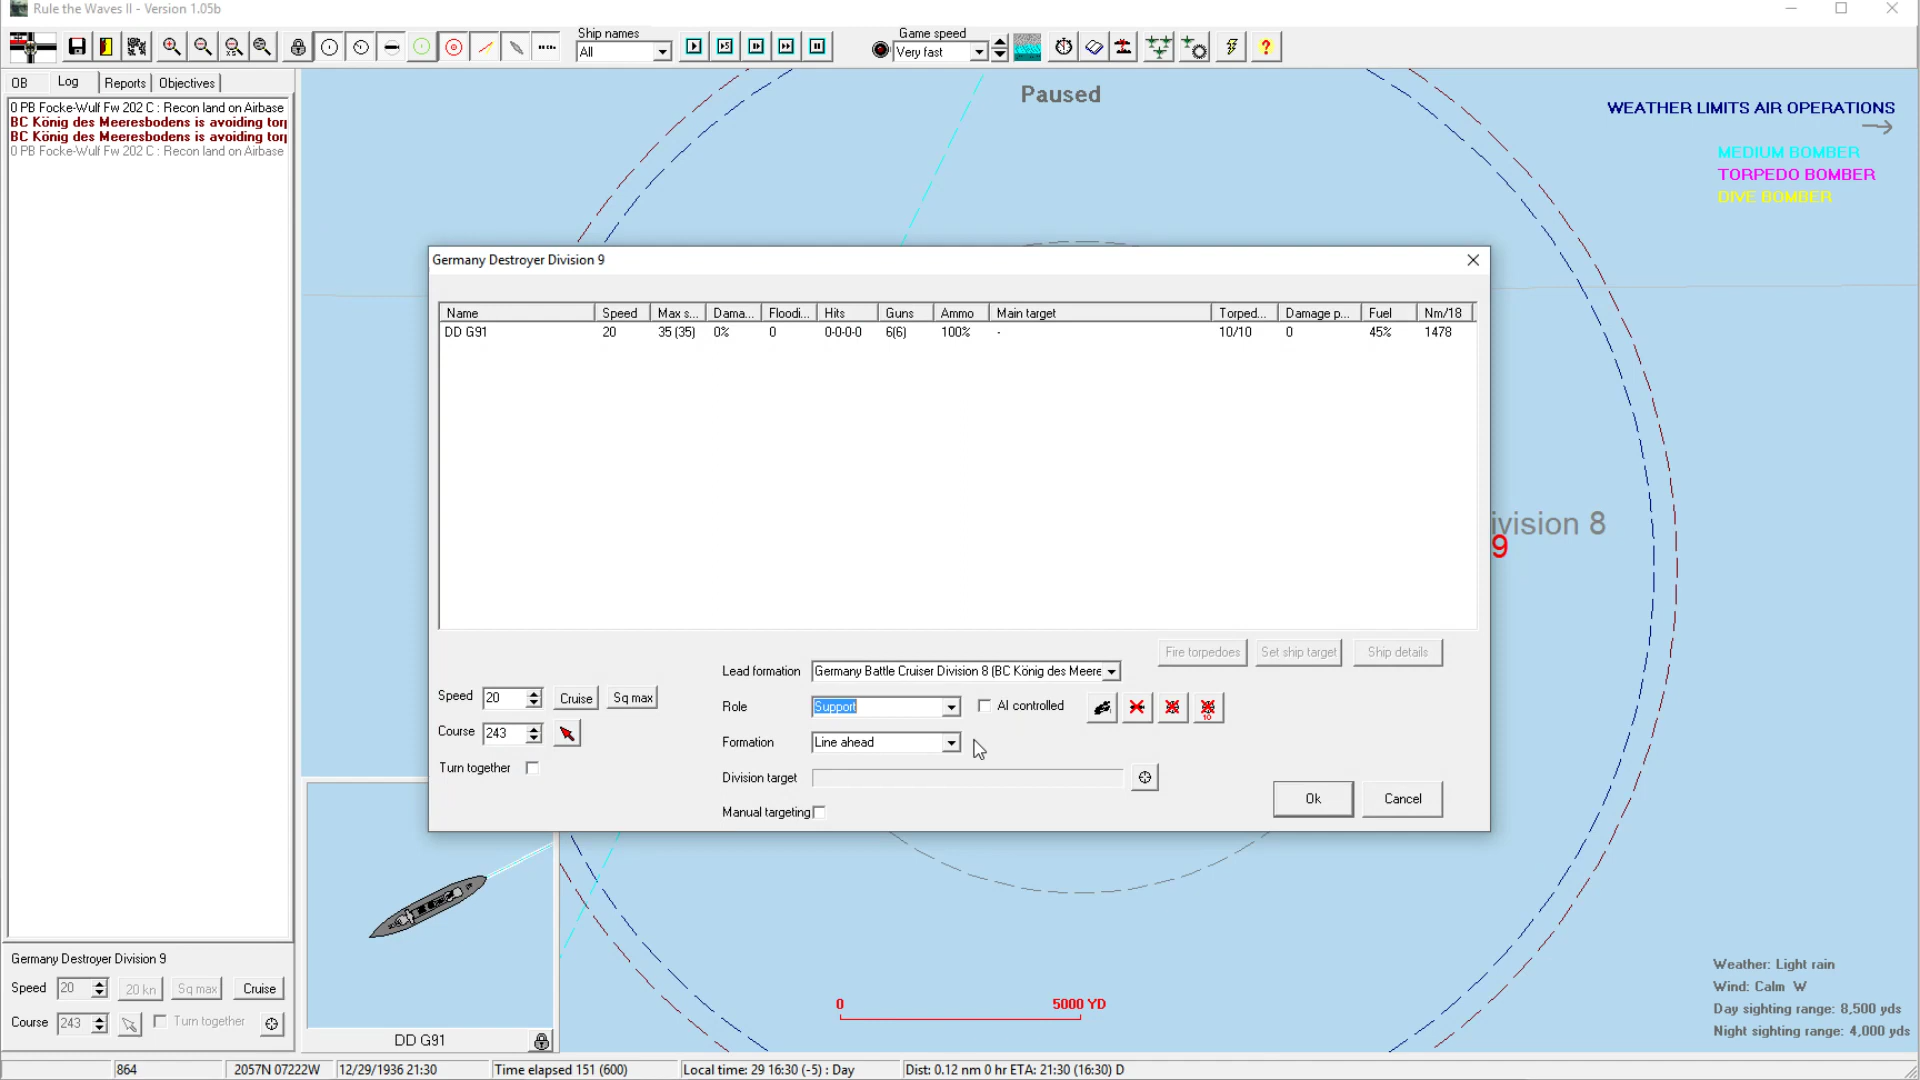 Rule the Waves II - Version 1.05b
Ship names
All
Game speed
Very fast
OB Log Reports Objectives
0 PB Focke-Wulf Fw 202 C : Recon land on Airbase
BC König des Meeresbodens is avoiding torp
BC König des Meeresbodens is avoiding torp
0 PB Focke-Wulf Fw 202 C : Recon land on Airbase
Paused
WEATHER LIMITS AIR OPERATIONS
MEDIUM BOMBER
TORPEDO BOMBER
DIVE BOMBER
Germany Destroyer Division 9
Name Speed Max s... Dama... Floodi... Hits Guns Ammo Main target Torped... Damage p... Fuel Nm/18
DD G91 20 35 (35) 0% 0 0-0-0-0 6(6) 100% - 10/10 0 45% 1478
ivision 8
9
Fire torpedoes Set ship target Ship details
Lead formation Germany Battle Cruiser Division 8 (BC König des Meere
Speed 20 Cruise Sq max
Role Support AI controlled
10
Course 243
Formation Line ahead
Turn together
Division target
Manual targeting
Ok Cancel
Germany Destroyer Division 9
Speed 20 20 kn Sq max Cruise
Course 243 Turn together
DD G91
0 5000 YD
Weather: Light rain
Wind: Calm W
Day sighting range: 8,500 yds
Night sighting range: 4,000 yds
864 2057N 07222W 12/29/1936 21:30 Time elapsed 151 (600) Local time: 29 16:30 (-5) : Day Dist: 0.12 nm 0 hr ETA: 21:30 (16:30) D